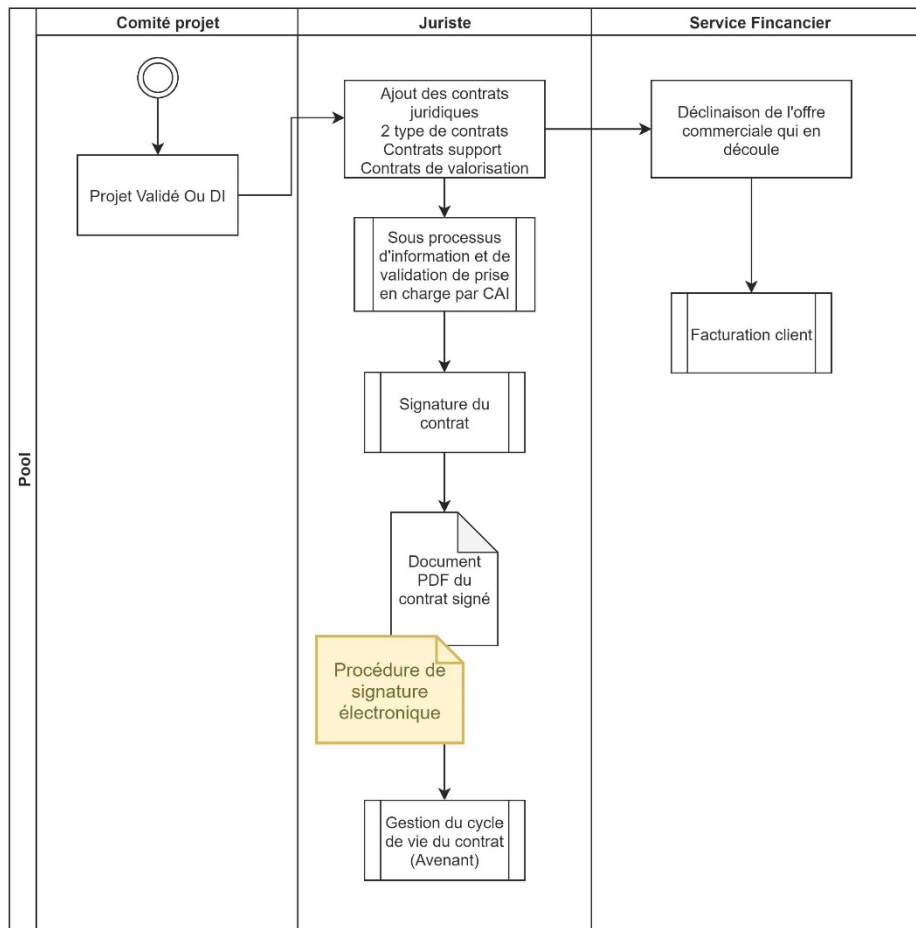 Pool
Comité projet
Juriste
Service Fincancier
Projet Validé Ou DI
Ajout des contrats
juridiques
2 type de contrats
Contrats support
Contrats de valorisation
Déclinaison de l'offre
commerciale qui en
découle
Sous processus
d'information et de
validation de prise
en charge par CAI
Facturation client
Signature du
contrat
Document
PDF du
contrat signé
Procédure de
signature
électronique
Gestion du cycle
de vie du contrat
(Avenant)